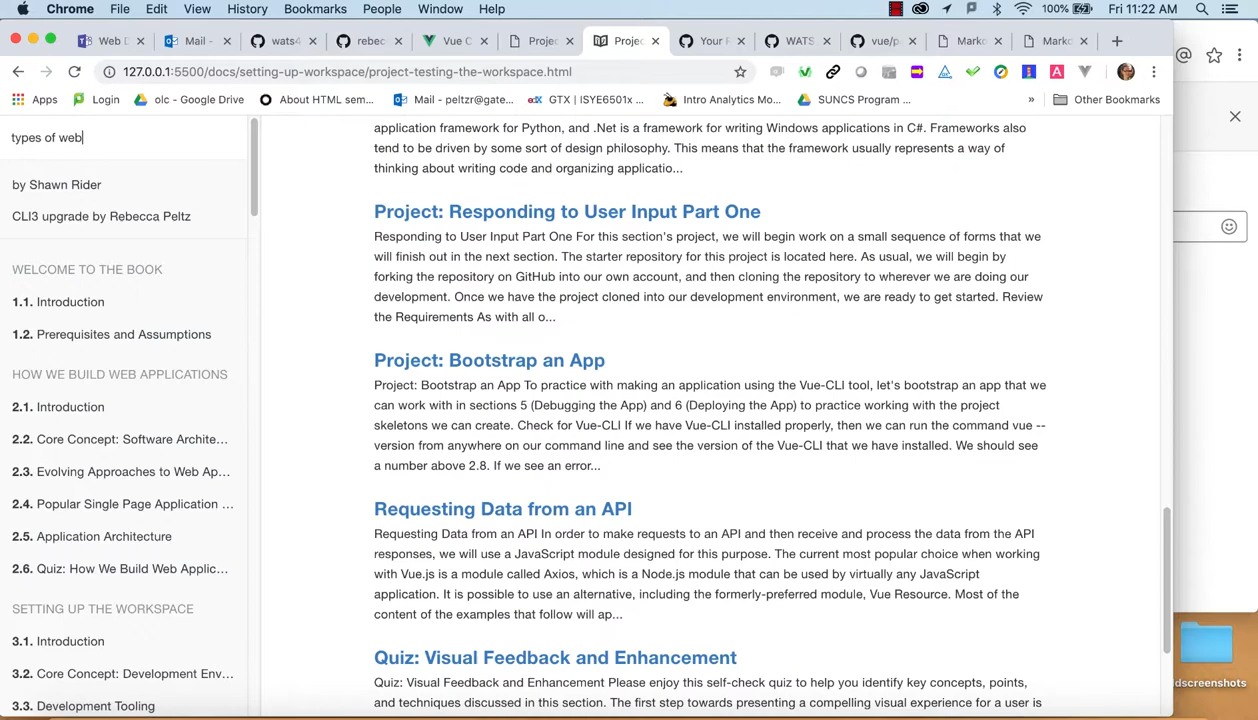 Chrome File Edit View History Bookmarks People Window Help 100% Fri 11:22 AM
Web D Mail - wats4 rebec Vue C Projec Projec Your R WATS vue/p Marko Marko
127.0.0.1:5500/docs/setting-up-workspace/project-testing-the-workspace.html
Apps Login olc - Google Drive About HTML sem... Mail - peltzr@gate... GTX | ISYE6501x ... Intro Analytics Mo... SUNCS Program ... » Other Bookmarks
types of web
by Shawn Rider
CLI3 upgrade by Rebecca Peltz
WELCOME TO THE BOOK
1.1. Introduction
1.2. Prerequisites and Assumptions
HOW WE BUILD WEB APPLICATIONS
2.1. Introduction
2.2. Core Concept: Software Archite...
2.3. Evolving Approaches to Web Ap...
2.4. Popular Single Page Application ...
2.5. Application Architecture
2.6. Quiz: How We Build Web Applic...
SETTING UP THE WORKSPACE
3.1. Introduction
3.2. Core Concept: Development Env...
3.3. Development Tooling
application framework for Python, and .Net is a framework for writing Windows applications in C#. Frameworks also
tend to be driven by some sort of design philosophy. This means that the framework usually represents a way of
thinking about writing code and organizing applicatio...
Project: Responding to User Input Part One
Responding to User Input Part One For this section's project, we will begin work on a small sequence of forms that we
will finish out in the next section. The starter repository for this project is located here. As usual, we will begin by
forking the repository on GitHub into our own account, and then cloning the repository to wherever we are doing our
development. Once we have the project cloned into our development environment, we are ready to get started. Review
the Requirements As with all o...
Project: Bootstrap an App
Project: Bootstrap an App To practice with making an application using the Vue-CLI tool, let's bootstrap an app that we
can work with in sections 5 (Debugging the App) and 6 (Deploying the App) to practice working with the project
skeletons we can create. Check for Vue-CLI If we have Vue-CLI installed properly, then we can run the command vue --
version from anywhere on our command line and see the version of the Vue-CLI that we have installed. We should see
a number above 2.8. If we see an error...
Requesting Data from an API
Requesting Data from an API In order to make requests to an API and then receive and process the data from the API
responses, we will use a JavaScript module designed for this purpose. The current most popular choice when working
with Vue.js is a module called Axios, which is a Node.js module that can be used by virtually any JavaScript
application. It is possible to use an alternative, including the formerly-preferred module, Vue Resource. Most of the
content of the examples that follow will ap...
Quiz: Visual Feedback and Enhancement
Quiz: Visual Feedback and Enhancement Please enjoy this self-check quiz to help you identify key concepts, points,
and techniques discussed in this section. The first step towards presenting a compelling visual experience for a user is
dscreenshots